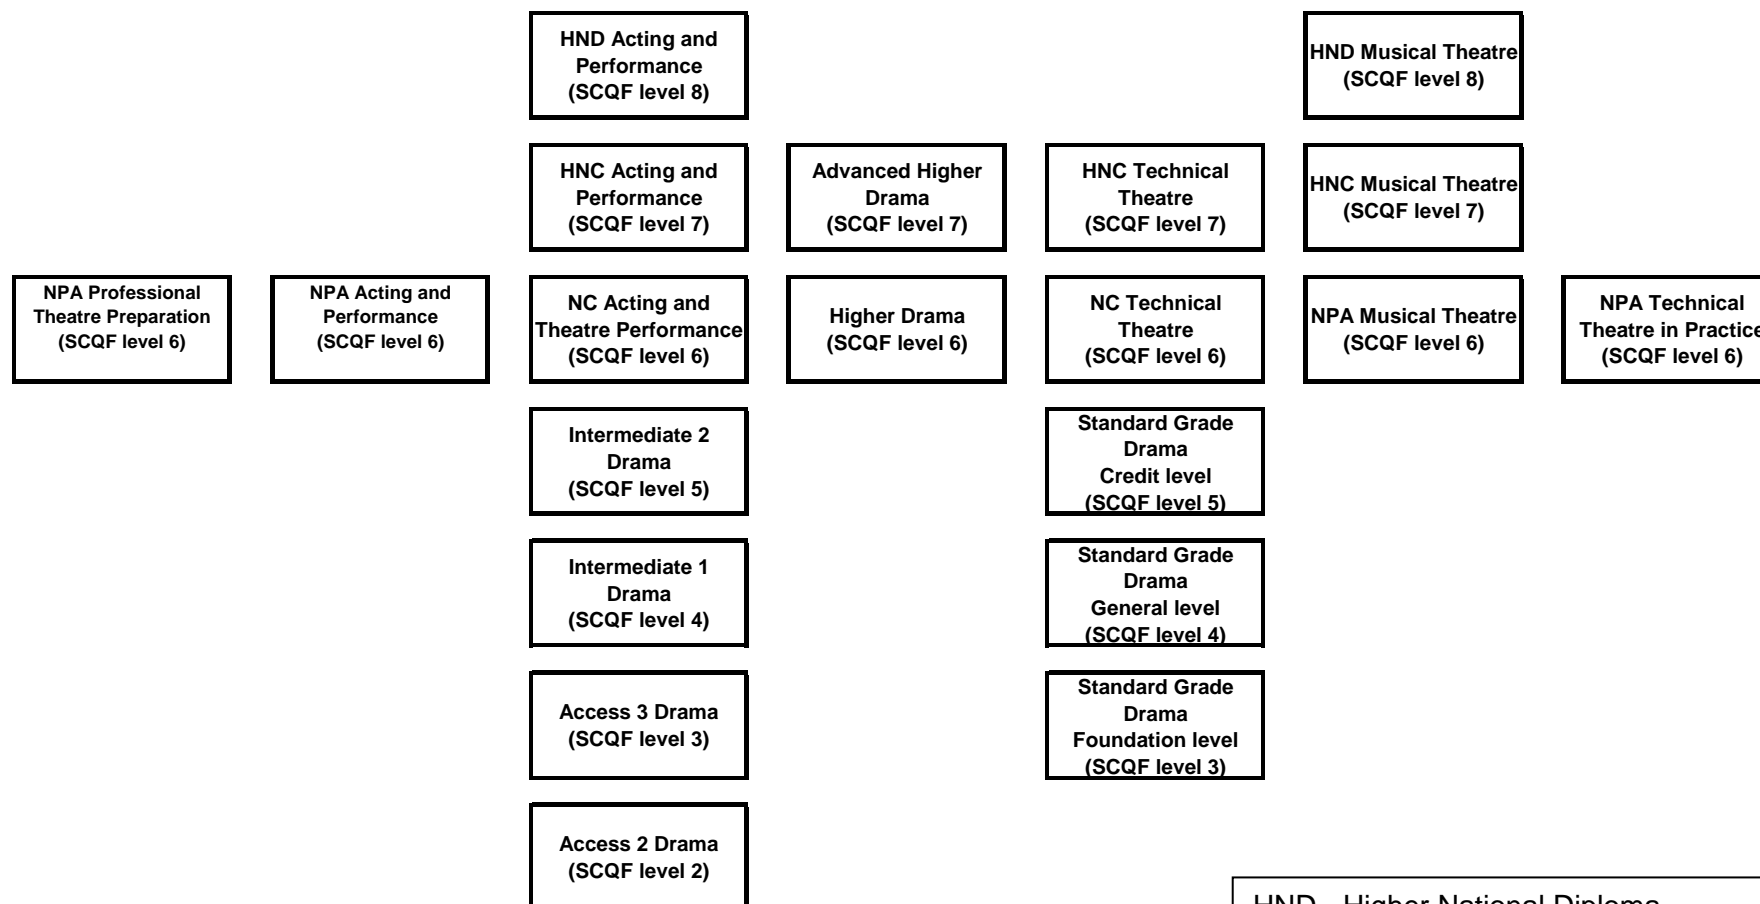 HND Acting and
Performance
(SCQF level 8)
HND Musical Theatre
(SCQF level 8)
HNC Acting and
Performance
(SCQF level 7)
Advanced Higher
Drama
(SCQF level 7)
HNC Technical
Theatre
(SCQF level 7)
HNC Musical Theatre
(SCQF level 7)
NPA Professional
Theatre Preparation
(SCQF level 6)
NPA Acting and
Performance
(SCQF level 6)
NC Acting and
Theatre Performance
(SCQF level 6)
Higher Drama
(SCQF level 6)
NC Technical
Theatre
(SCQF level 6)
NPA Musical Theatre
(SCQF level 6)
NPA Technical
Theatre in Practice
(SCQF level 6)
Intermediate 2
Drama
(SCQF level 5)
Standard Grade
Drama
Credit level
(SCQF level 5)
Intermediate 1
Drama
(SCQF level 4)
Standard Grade
Drama
General level
(SCQF level 4)
Access 3 Drama
(SCQF level 3)
Standard Grade
Drama
Foundation level
(SCQF level 3)
Access 2 Drama
(SCQF level 2)
HND - Higher National Diploma